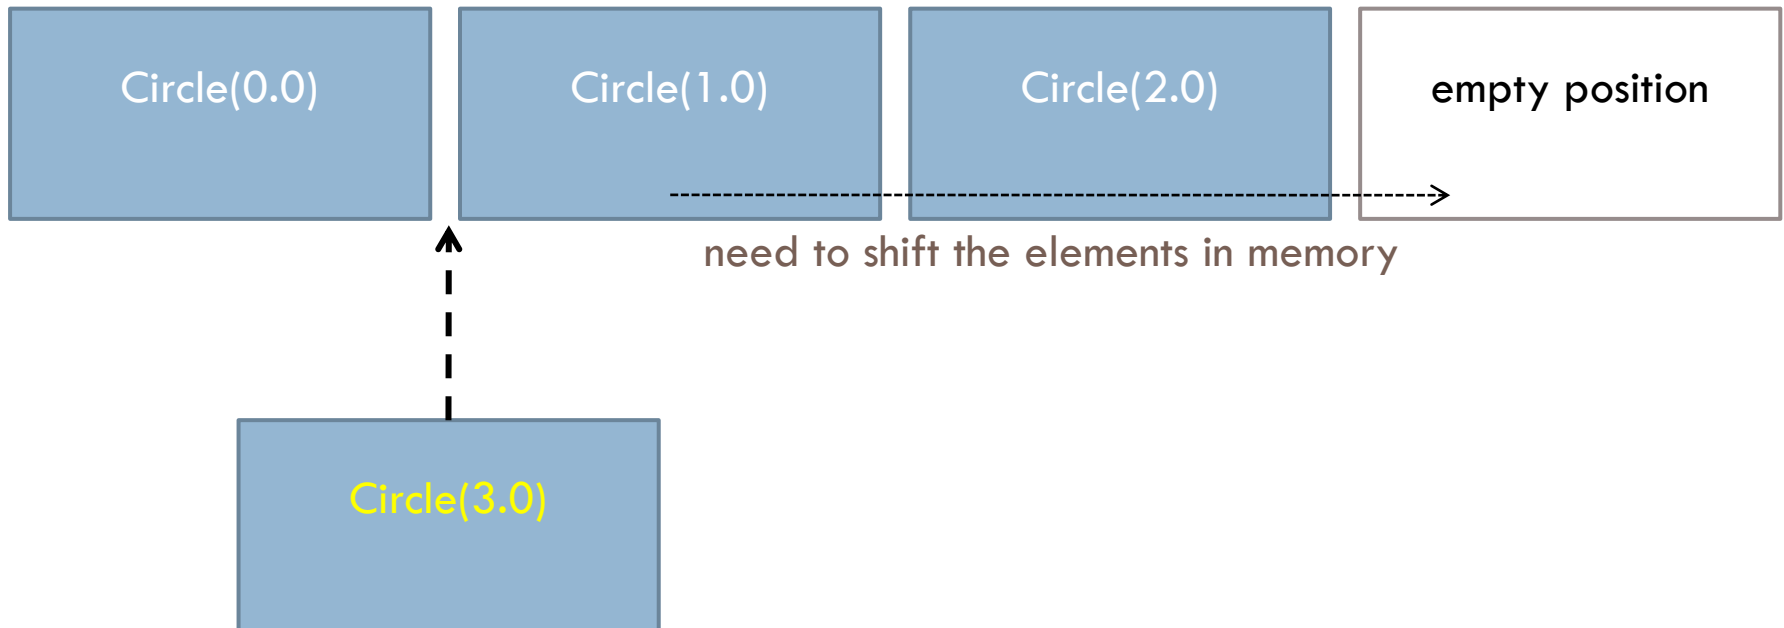 Circle(0.0)
Circle(1.0)
Circle(2.0)
empty position
need to shift the elements in memory
Circle(3.0)